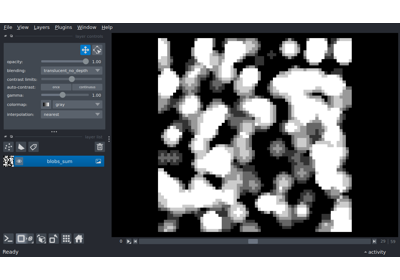 File View Layers Plugins Window Help
opacity: 1.00
blending: translucent_no_depth
contrast limits:
auto-contrast: once continuous
gamma: 1.00
colormap: gray
interpolation: nearest
blobs_sum
Ready
activity